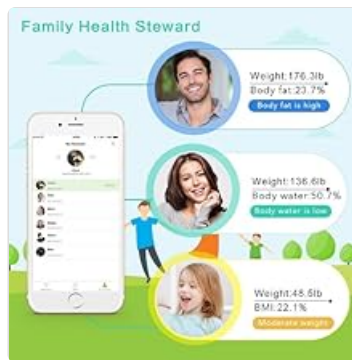 Family Health Steward
Weight:176.3lb
Body fat:23.7%
Body fat is high
Weight:136.6lb
Body water:50.7%
Body water is low
Weight:48.5lb
BMI:22.1%
Moderate weight